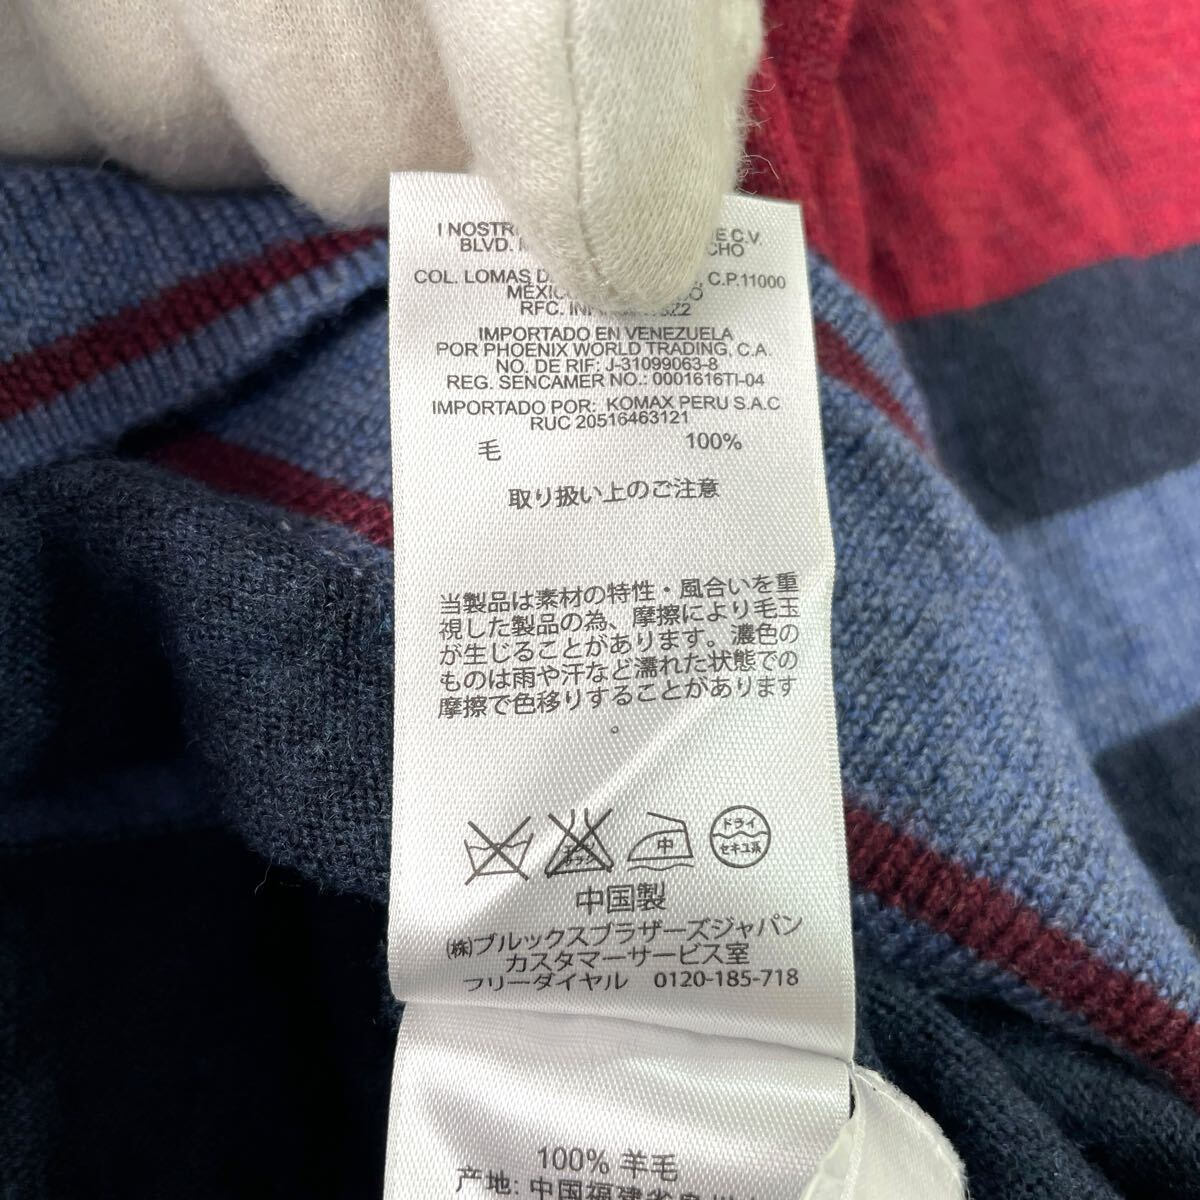 I NOSTR E C.V.
BLVD. CHO
COL. LOMAS D C.P.11000
MÉXIC
RFC.
IMPORTADO EN VENEZUELA
POR PHOENIX WORLD TRADING, C.A.
NO. DE RIF: J-31099063-8
REG. SENCAMER NO.: 0001616TI-04
IMPORTADO POR: KOMAX PERU S.A.C
RUC 20516463121
毛 100%
取り扱い上のご注意
当製品は素材の特性・風合いを重
視した製品の為、摩擦により毛玉
が生じることがあります。濃色の
ものは雨や汗など濡れた状態での
摩擦で色移りすることがあります
。
中 ドライ
セキユ系
中国製
(株)ブルックスブラザーズジャパン
カスタマーサービス室
フリーダイヤル 0120-185-718
100% 羊毛
産地: 中国福建省泉州